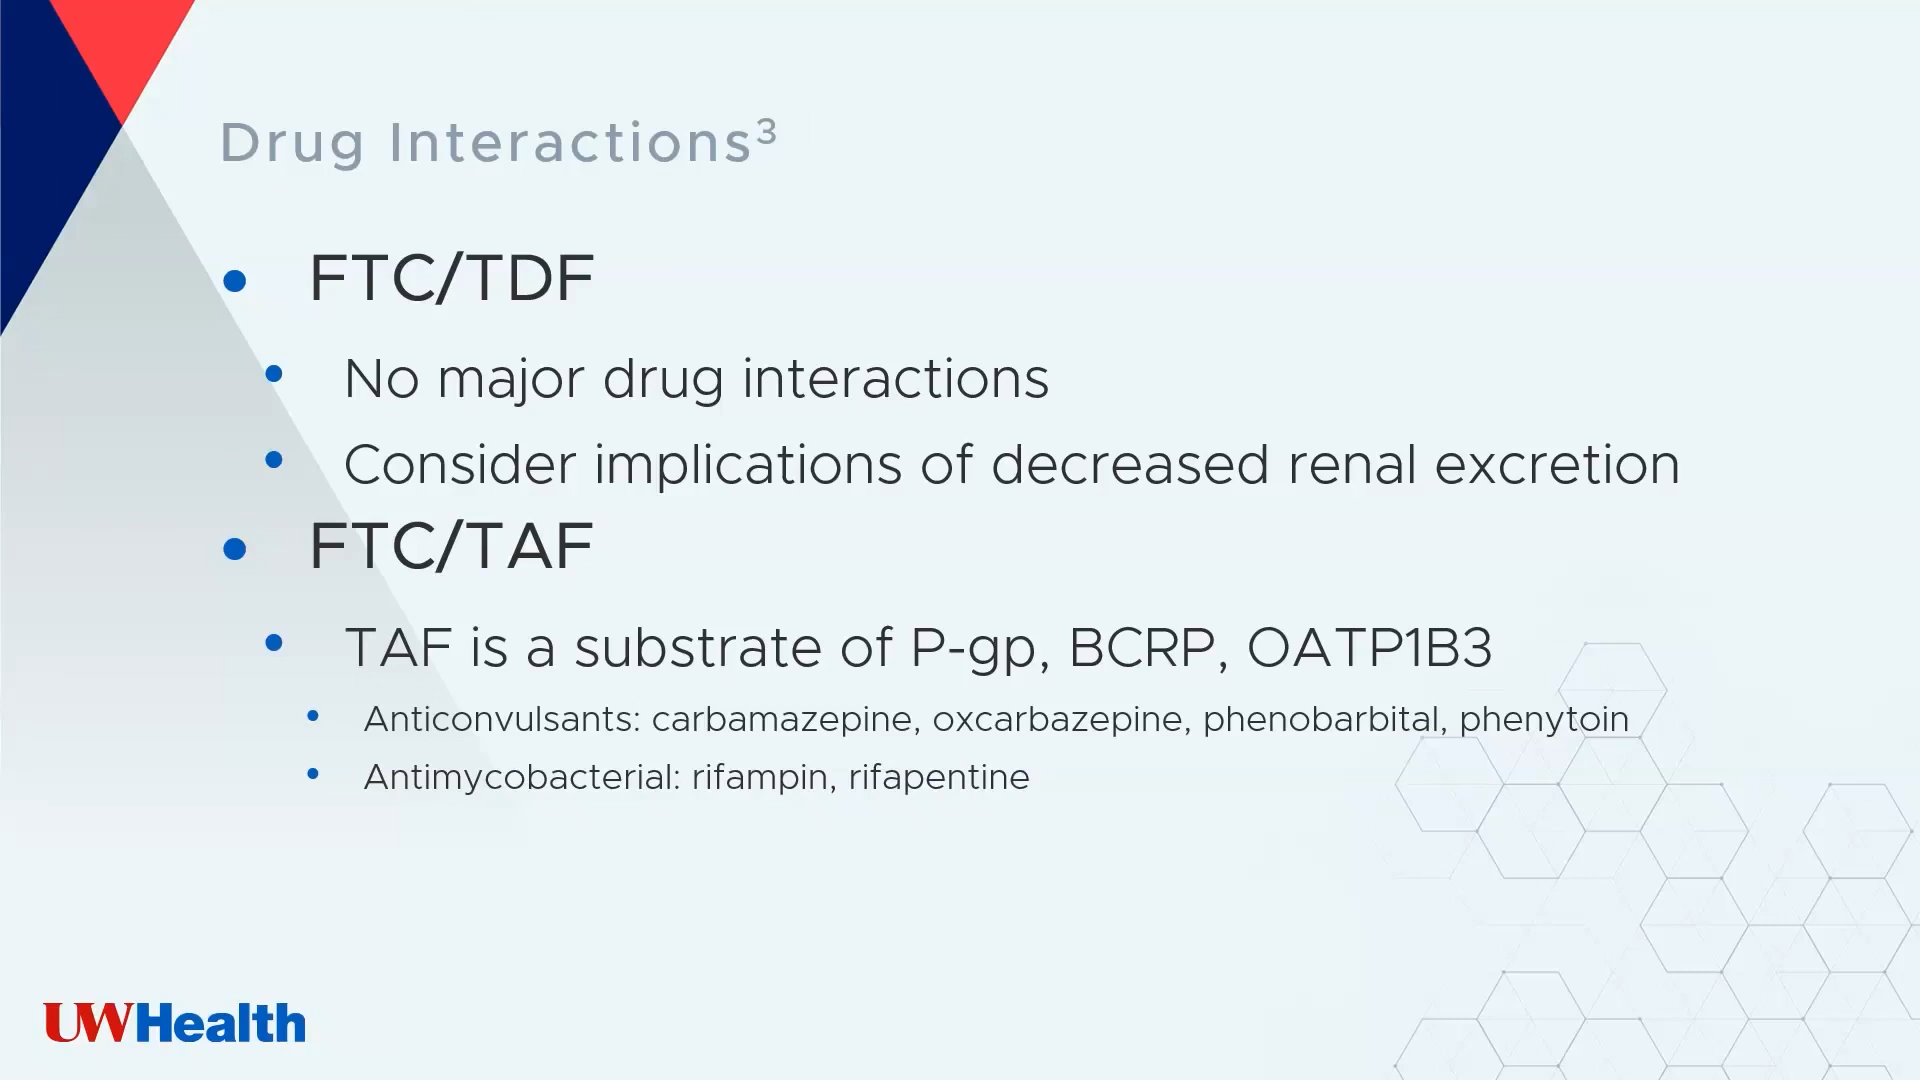 Drug Interactions³
• FTC/TDF
• No major drug interactions
• Consider implications of decreased renal excretion
• FTC/TAF
• TAF is a substrate of P-gp, BCRP, OATP1B3
• Anticonvulsants: carbamazepine, oxcarbazepine, phenobarbital, phenytoin
• Antimycobacterial: rifampin, rifapentine
UWHealth